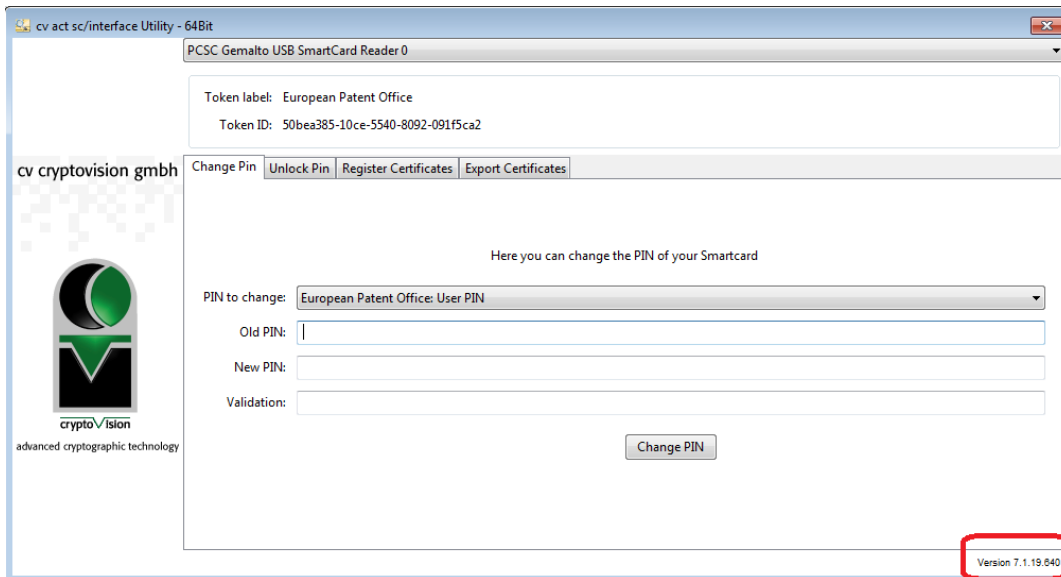 cv act sc/interface Utility - 64Bit
PCSC Gemalto USB SmartCard Reader 0
Token label: European Patent Office
Token ID: 50bea385-10ce-5540-8092-091f5ca2
cv cryptovision gmbh
Change Pin Unlock Pin Register Certificates Export Certificates
Here you can change the PIN of your Smartcard
PIN to change: European Patent Office: User PIN
Old PIN:
New PIN:
Validation:
cryptoVision
advanced cryptographic technology
Change PIN
Version 7.1.19.640